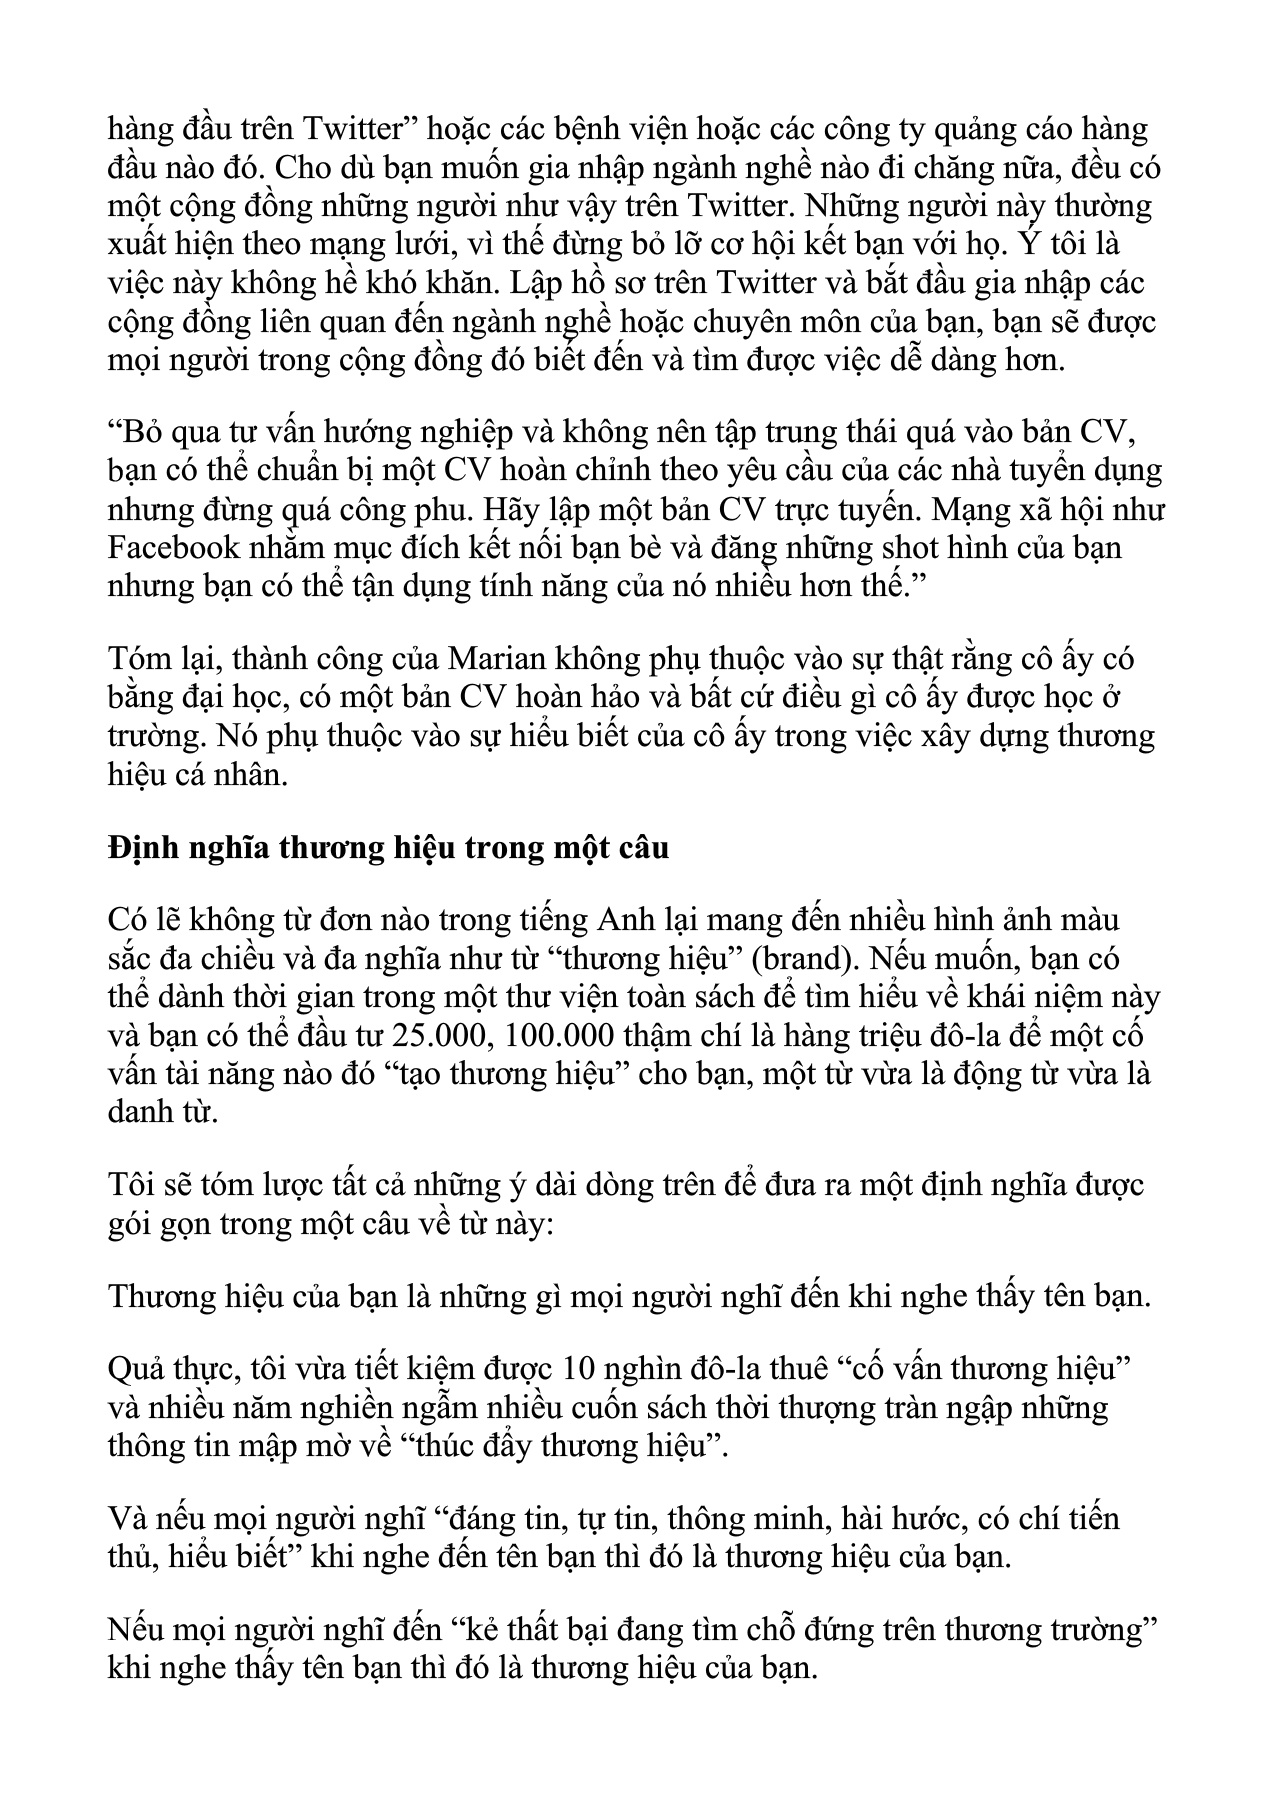 hàng đầu trên Twitter” hoặc các bệnh viện hoặc các công ty quảng cáo hàng
đầu nào đó. Cho dù bạn muốn gia nhập ngành nghề nào đi chăng nữa, đều có
một cộng đồng những người như vậy trên Twitter. Những người này thường
xuất hiện theo mạng lưới, vì thế đừng bỏ lỡ cơ hội kết bạn với họ. Ý tôi là
việc này không hề khó khăn. Lập hồ sơ trên Twitter và bắt đầu gia nhập các
cộng đồng liên quan đến ngành nghề hoặc chuyên môn của bạn, bạn sẽ được
mọi người trong cộng đồng đó biết đến và tìm được việc dễ dàng hơn.
“Bỏ qua tư vấn hướng nghiệp và không nên tập trung thái quá vào bản CV,
bạn có thể chuẩn bị một CV hoàn chỉnh theo yêu cầu của các nhà tuyển dụng
nhưng đừng quá công phu. Hãy lập một bản CV trực tuyến. Mạng xã hội như
Facebook nhằm mục đích kết nối bạn bè và đăng những shot hình của bạn
nhưng bạn có thể tận dụng tính năng của nó nhiều hơn thế.”
Tóm lại, thành công của Marian không phụ thuộc vào sự thật rằng cô ấy có
bằng đại học, có một bản CV hoàn hảo và bất cứ điều gì cô ấy được học ở
trường. Nó phụ thuộc vào sự hiểu biết của cô ấy trong việc xây dựng thương
hiệu cá nhân.
Định nghĩa thương hiệu trong một câu
Có lẽ không từ đơn nào trong tiếng Anh lại mang đến nhiều hình ảnh màu
sắc đa chiều và đa nghĩa như từ “thương hiệu” (brand). Nếu muốn, bạn có
thể dành thời gian trong một thư viện toàn sách để tìm hiểu về khái niệm này
và bạn có thể đầu tư 25.000, 100.000 thậm chí là hàng triệu đô-la để một cố
vấn tài năng nào đó “tạo thương hiệu” cho bạn, một từ vừa là động từ vừa là
danh từ.
Tôi sẽ tóm lược tất cả những ý dài dòng trên để đưa ra một định nghĩa được
gói gọn trong một câu về từ này:
Thương hiệu của bạn là những gì mọi người nghĩ đến khi nghe thấy tên bạn.
Quả thực, tôi vừa tiết kiệm được 10 nghìn đô-la thuê “cố vấn thương hiệu”
và nhiều năm nghiền ngẫm nhiều cuốn sách thời thượng tràn ngập những
thông tin mập mờ về “thúc đẩy thương hiệu”.
Và nếu mọi người nghĩ “đáng tin, tự tin, thông minh, hài hước, có chí tiến
thủ, hiểu biết” khi nghe đến tên bạn thì đó là thương hiệu của bạn.
Nếu mọi người nghĩ đến “kẻ thất bại đang tìm chỗ đứng trên thương trường”
khi nghe thấy tên bạn thì đó là thương hiệu của bạn.